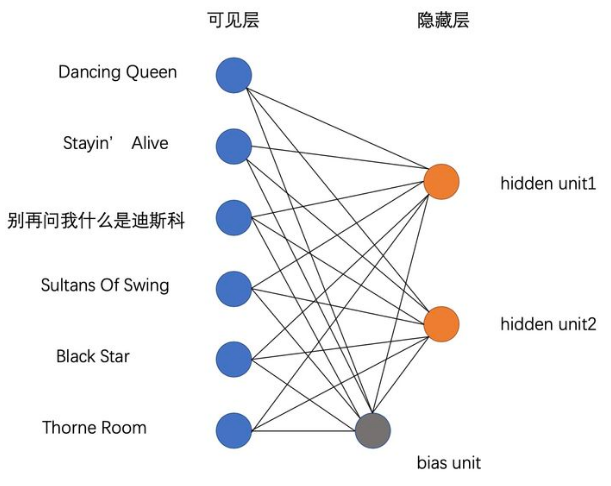 可见层
隐藏层
Dancing Queen
Stayin’ Alive
hidden unit1
别再问我什么是迪斯科
Sultans Of Swing
hidden unit2
Black Star
Thorne Room
bias unit